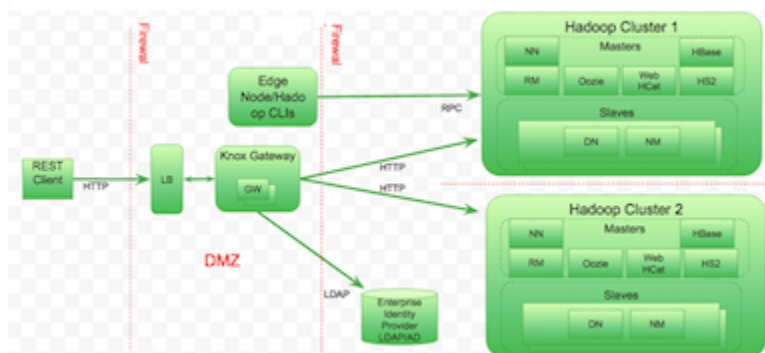 Firewall
Firewall
Hadoop Cluster 1
Masters
NN
HBase
RM
Oozie
Web
HCat
HS2
Edge
Node/Hado
op CLIs
RPC
Slaves
DN
NM
REST
Client
HTTP
LB
Knox Gateway
GW
HTTP
HTTP
DMZ
LDAP
Enterprise
Identity
Provider
LDAP/AD
Hadoop Cluster 2
Masters
NN
HBase
RM
Oozie
Web
HCat
HS2
Slaves
DN
NM